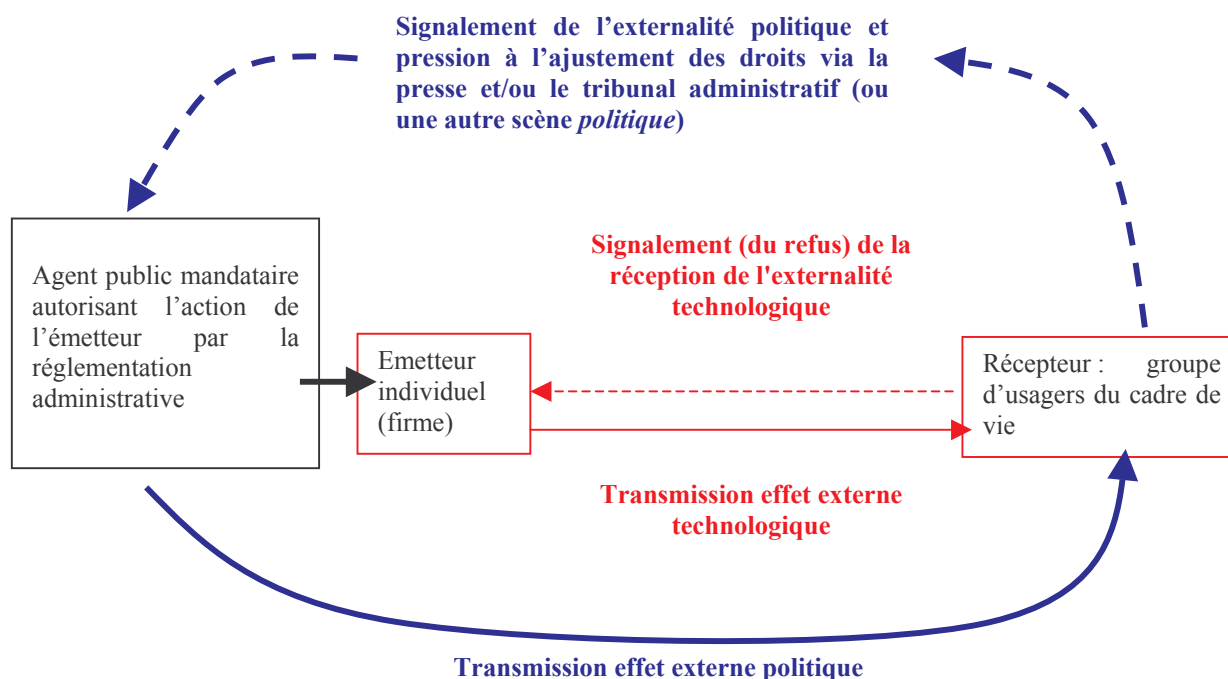 Signalement de l’externalité politique et
pression à l’ajustement des droits via la
presse et/ou le tribunal administratif (ou
une autre scène politique)
Agent public mandataire
autorisant l’action de
l’émetteur par la
réglementation
administrative
Signalement (du refus) de la
réception de l'externalité
technologique
Emetteur
individuel
(firme)
Récepteur : groupe
d’usagers du cadre de
vie
Transmission effet externe
technologique
Transmission effet externe politique